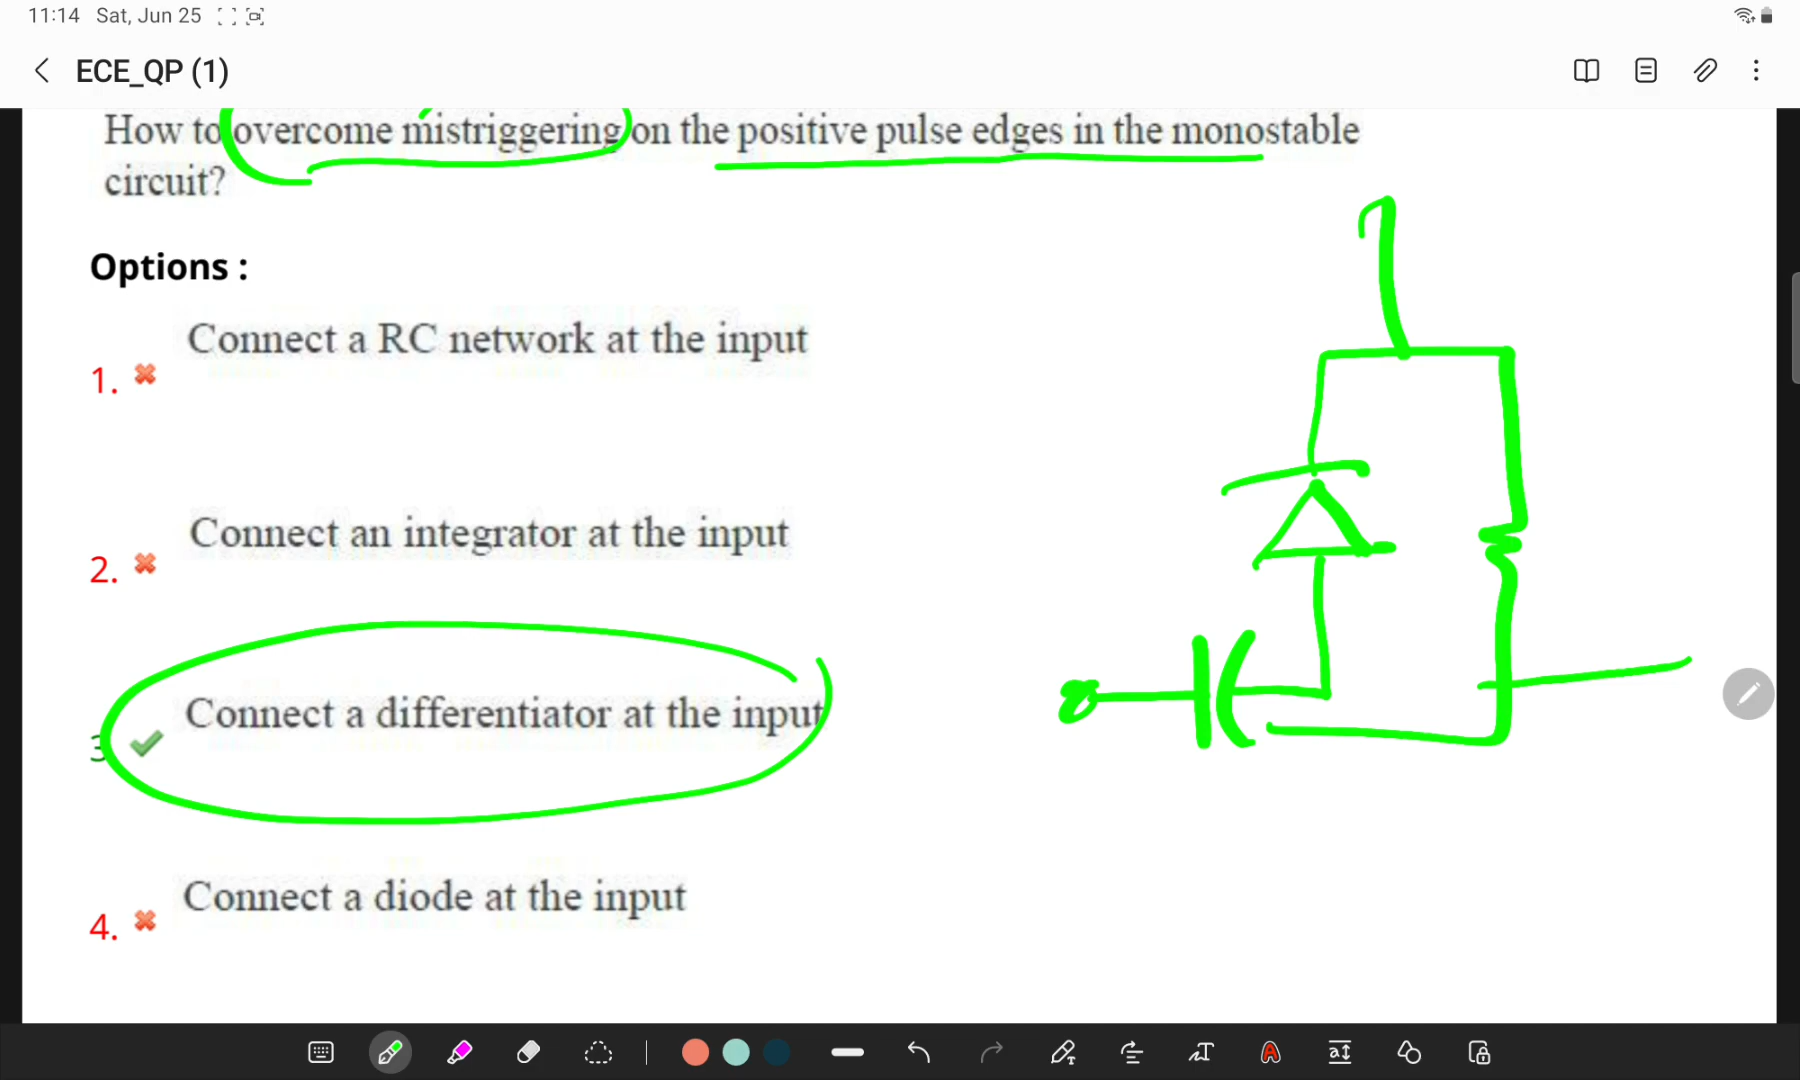 11:14 Sat, Jun 25
ECE_QP (1)
How to overcome mistriggering on the positive pulse edges in the monostable
circuit?
Options :
Connect a RC network at the input
1.
Connect an integrator at the input
2.
Connect a differentiator at the input
3
Connect a diode at the input
4.